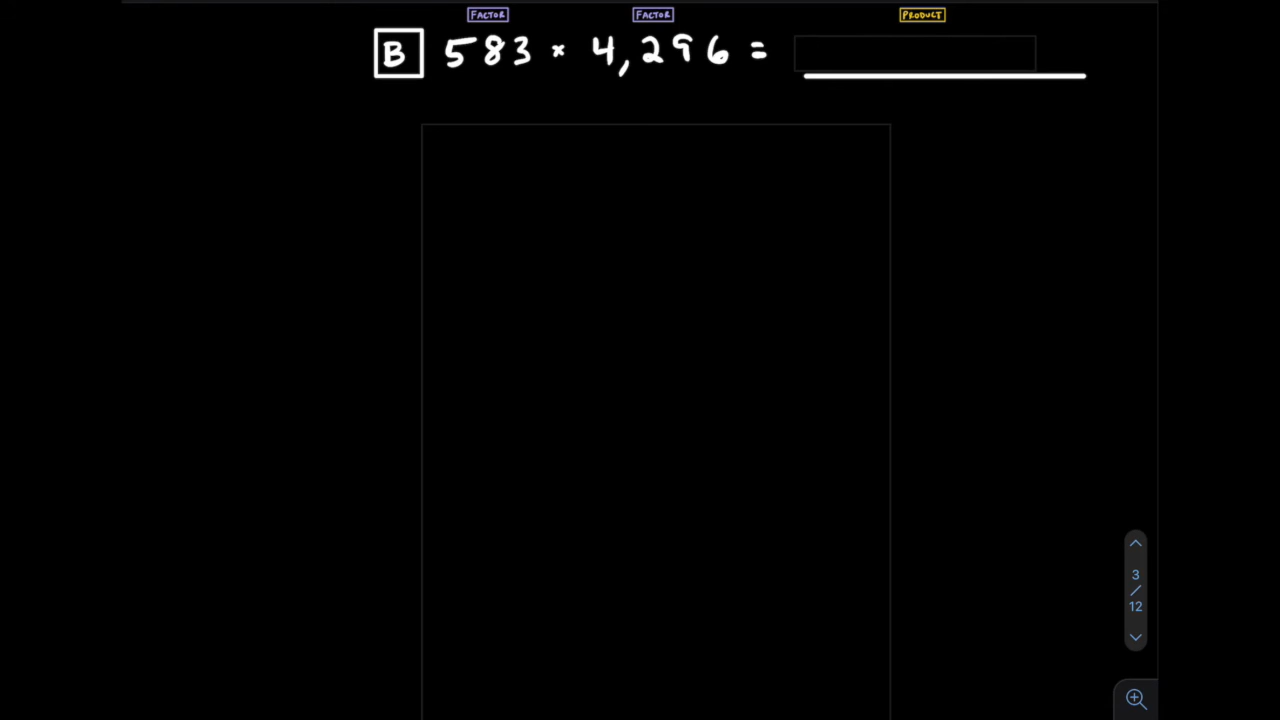 FACTOR FACTOR PRODUCT
B 583 × 4,296 =
3
/
12